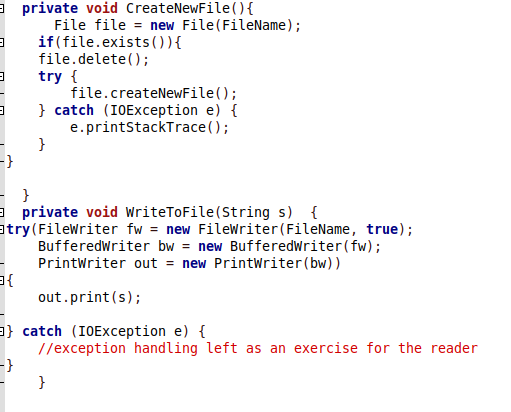 private void CreateNewFile(){
File file = new File(FileName);
if(file.exists()){
file.delete();
try {
file.createNewFile();
} catch (IOException e) {
e.printStackTrace();
}
}
}
private void WriteToFile(String s)  {
try(FileWriter fw = new FileWriter(FileName, true);
BufferedWriter bw = new BufferedWriter(fw);
PrintWriter out = new PrintWriter(bw))
{
out.print(s);
} catch (IOException e) {
//exception handling left as an exercise for the reader
}
}